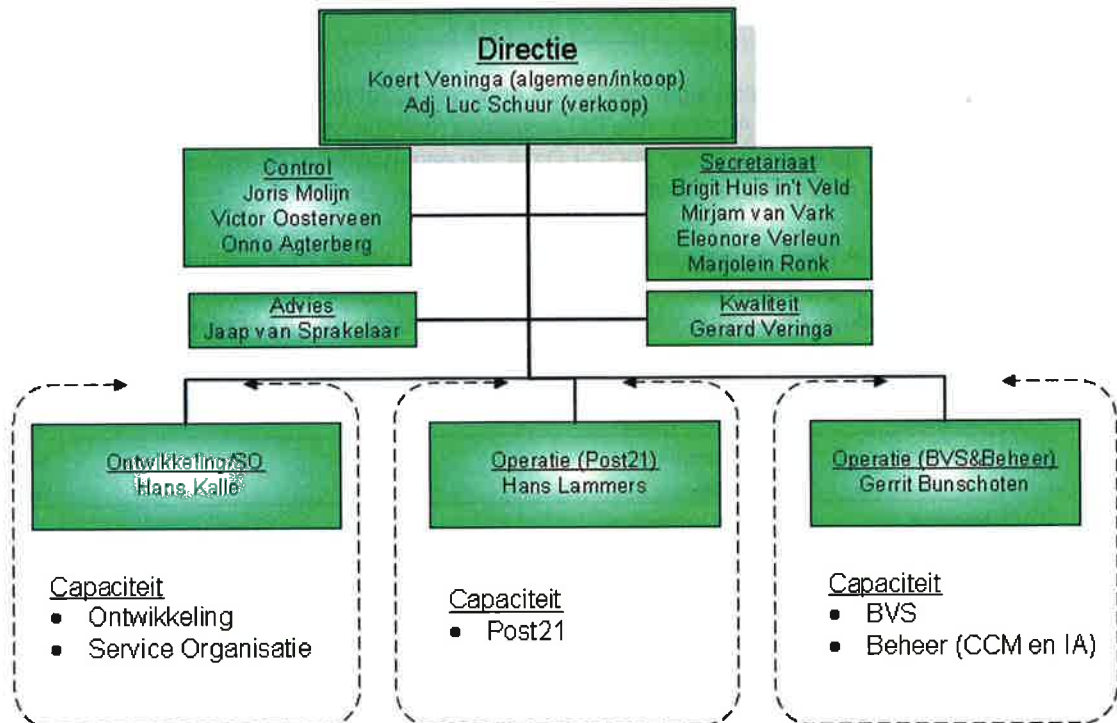 Directie
Koert Veninga (algemeen/inkoop)
Adj. Luc Schuur (verkoop)
Control
Joris Molijn
Victor Oosterveen
Onno Agterberg
Secretariaat
Brigit Huis in't Veld
Mirjam van Vark
Eleonore Verleun
Marjolein Ronk
Advies
Jaap van Sprakelaar
Kwaliteit
Gerard Veringa
Ontwikkeling/SO
Hans Kalle
Operatie (Post21)
Hans Lammers
Operatie (BVS&Beheer)
Gerrit Bunschoten
Capaciteit
• Ontwikkeling
• Service Organisatie
Capaciteit
• Post21
Capaciteit
• BVS
• Beheer (CCM en IA)